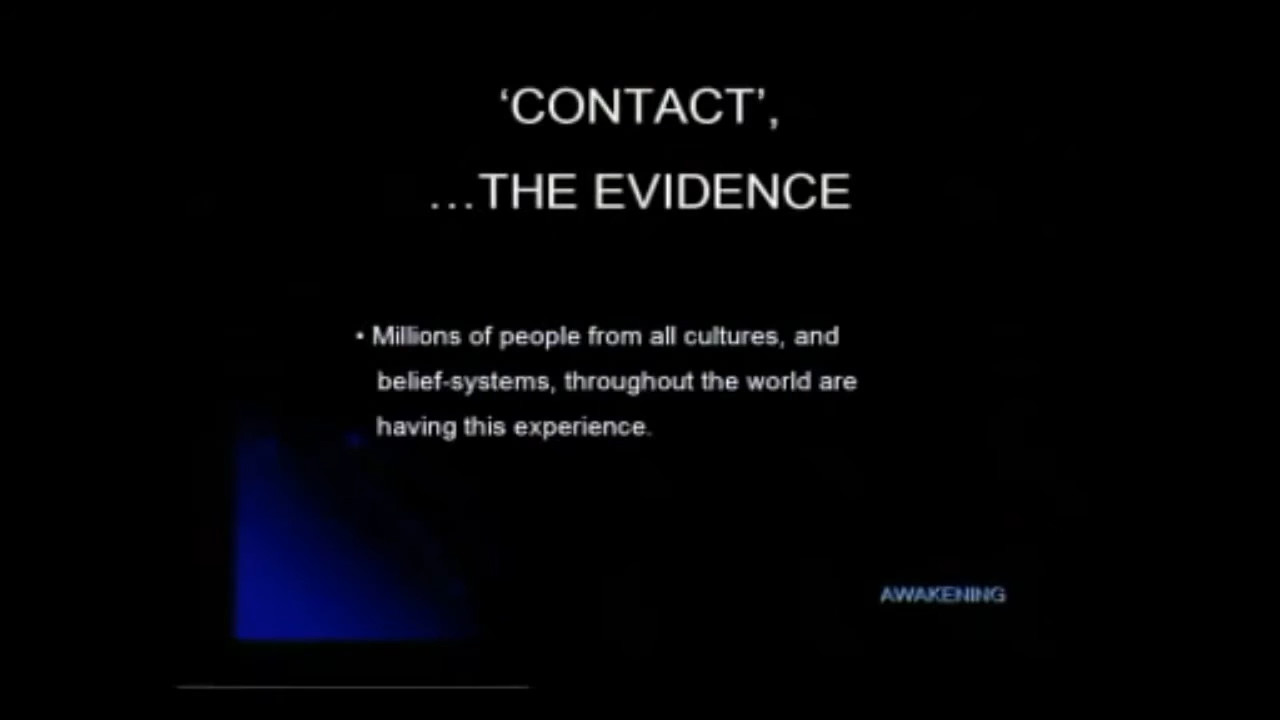 ‘CONTACT’,
…THE EVIDENCE
• Millions of people from all cultures, and
belief-systems, throughout the world are
having this experience.
AWAKENING